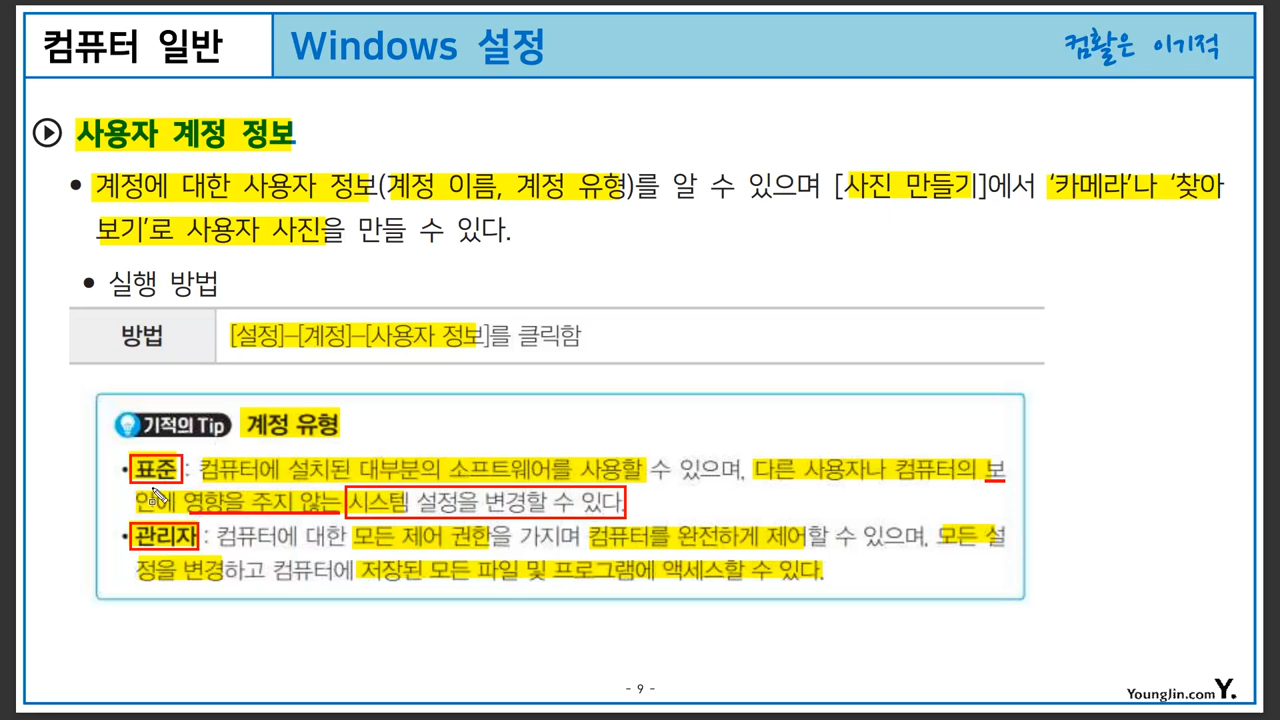 컴퓨터 일반
Windows 설정
컴활은 이기적
사용자 계정 정보
• 계정에 대한 사용자 정보(계정 이름, 계정 유형)를 알 수 있으며 [사진 만들기]에서 ‘카메라’나 ‘찾아
보기’로 사용자 사진을 만들 수 있다.
• 실행 방법
방법
[설정]–[계정]–[사용자 정보]를 클릭함
기적의 Tip 계정 유형
• 표준 : 컴퓨터에 설치된 대부분의 소프트웨어를 사용할 수 있으며, 다른 사용자나 컴퓨터의 보
안에 영향을 주지 않는 시스템 설정을 변경할 수 있다.
• 관리자 : 컴퓨터에 대한 모든 제어 권한을 가지며 컴퓨터를 완전하게 제어할 수 있으며, 모든 설
정을 변경하고 컴퓨터에 저장된 모든 파일 및 프로그램에 액세스할 수 있다.
- 9 -
YoungJin.com Y.